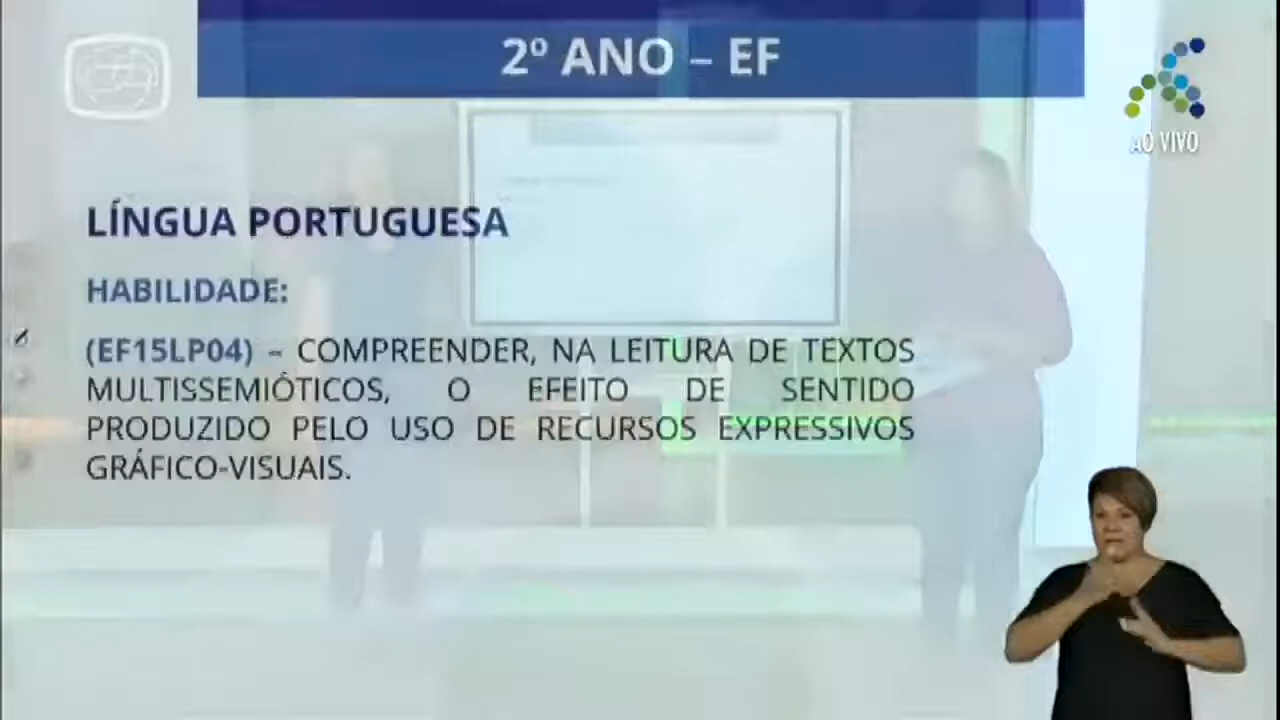 2º ANO – EF
AO VIVO
LÍNGUA PORTUGUESA
HABILIDADE:
(EF15LP04) – COMPREENDER, NA LEITURA DE TEXTOS
MULTISSEMIÓTICOS, O EFEITO DE SENTIDO
PRODUZIDO PELO USO DE RECURSOS EXPRESSIVOS
GRÁFICO-VISUAIS.